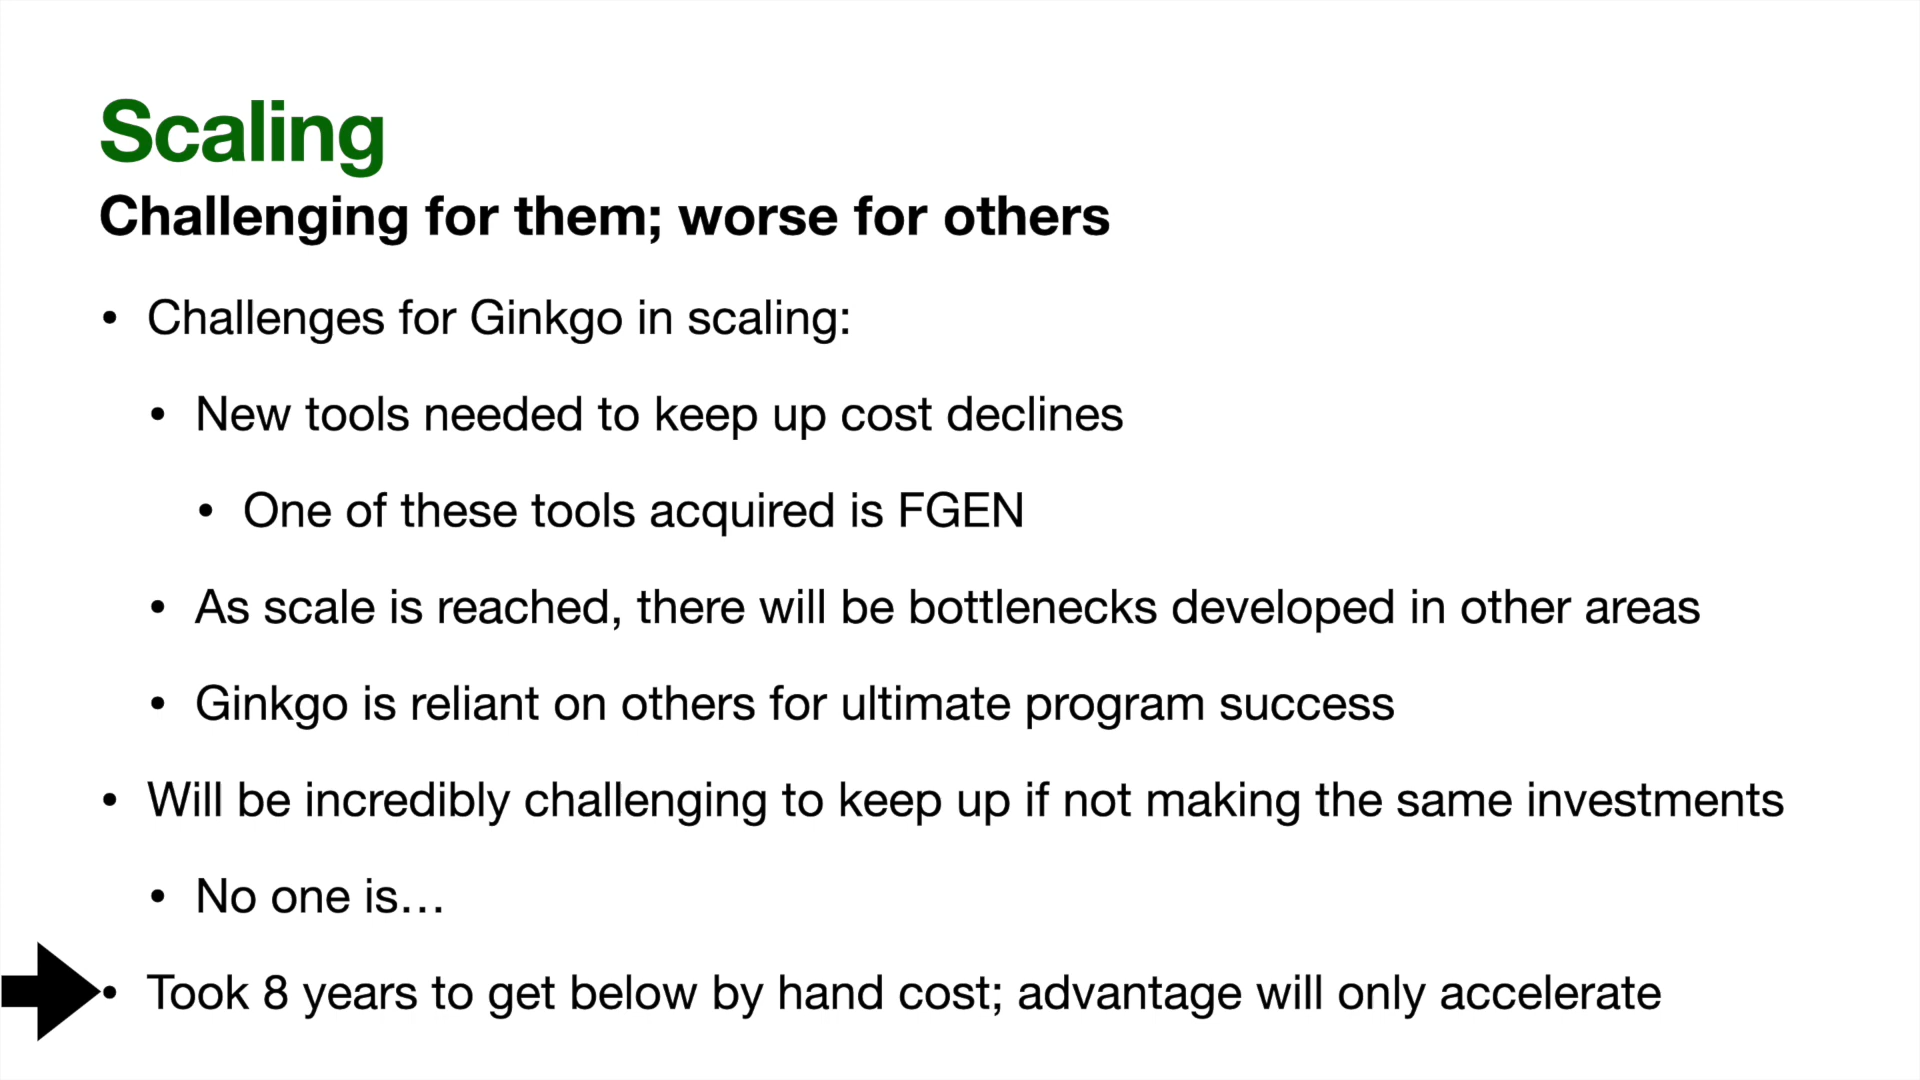 Scaling
Challenging for them; worse for others
• Challenges for Ginkgo in scaling:
• New tools needed to keep up cost declines
• One of these tools acquired is FGEN
• As scale is reached, there will be bottlenecks developed in other areas
• Ginkgo is reliant on others for ultimate program success
• Will be incredibly challenging to keep up if not making the same investments
• No one is…
• Took 8 years to get below by hand cost; advantage will only accelerate